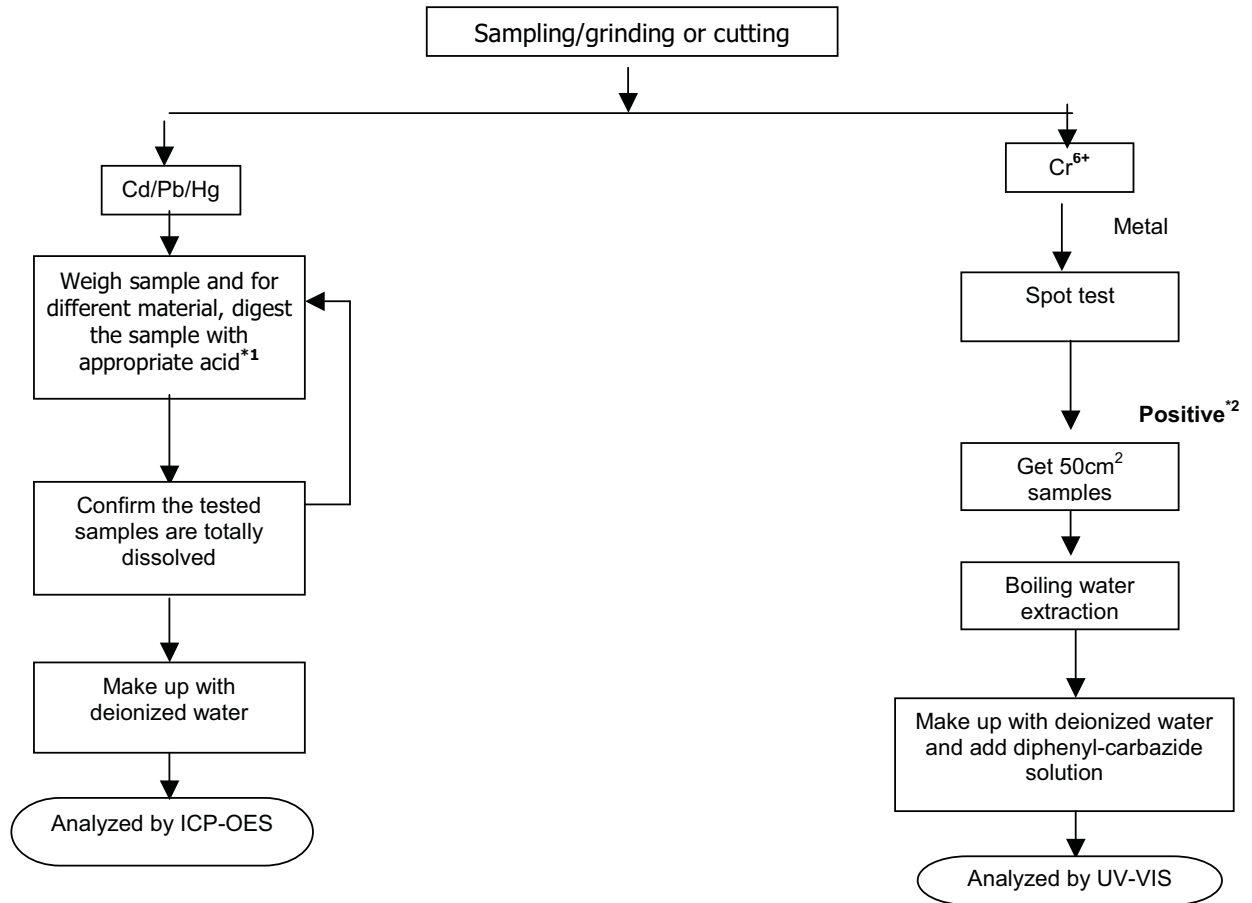 Sampling/grinding or cutting
Cd/Pb/Hg
Weigh sample and for
different material, digest
the sample with
appropriate acid*1
Confirm the tested
samples are totally
dissolved
Make up with
deionized water
Analyzed by ICP-OES
Cr6+
Metal
Spot test
Positive*2
Get 50cm2
samples
Boiling water
extraction
Make up with deionized water
and add diphenyl-carbazide
solution
Analyzed by UV-VIS